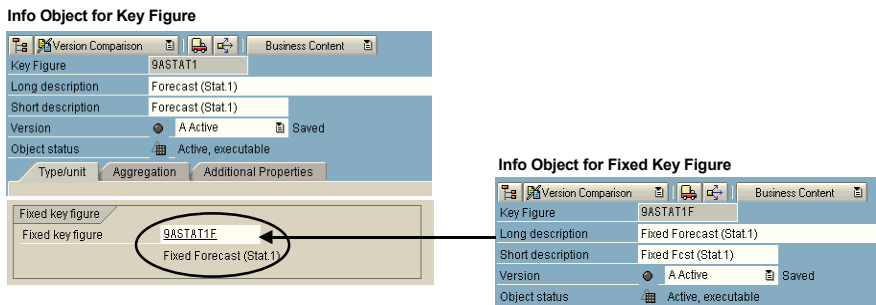 Info Object for Key Figure
Version Comparison Business Content
Key Figure 9ASTAT1
Long description Forecast (Stat.1)
Short description Forecast (Stat.1)
Version A Active Saved
Object status Active, executable
Type/unit Aggregation Additional Properties
Fixed key figure
Fixed key figure 9ASTAT1F
Fixed Forecast (Stat.1)
Info Object for Fixed Key Figure
Version Comparison Business Content
Key Figure 9ASTAT1F
Long description Fixed Forecast (Stat.1)
Short description Fixed Fcst (Stat.1)
Version A Active Saved
Object status Active, executable